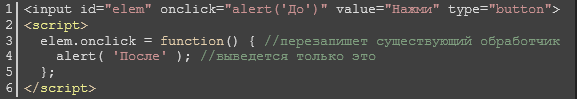 1 <input id="elem" onclick="alert('До')" value="Нажми" type="button">
2 <script>
3   elem.onclick = function() { //перезапишет существующий обработчик
4     alert( 'После' ); //выведется только это
5   };
6 </script>